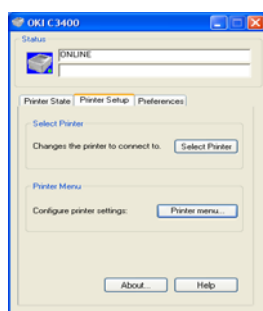 OKI C3400
Status
ONLINE
Printer State Printer Setup Preferences
Select Printer
Changes the printer to connect to. Select Printer
Printer Menu
Configure printer settings: Printer menu...
About... Help